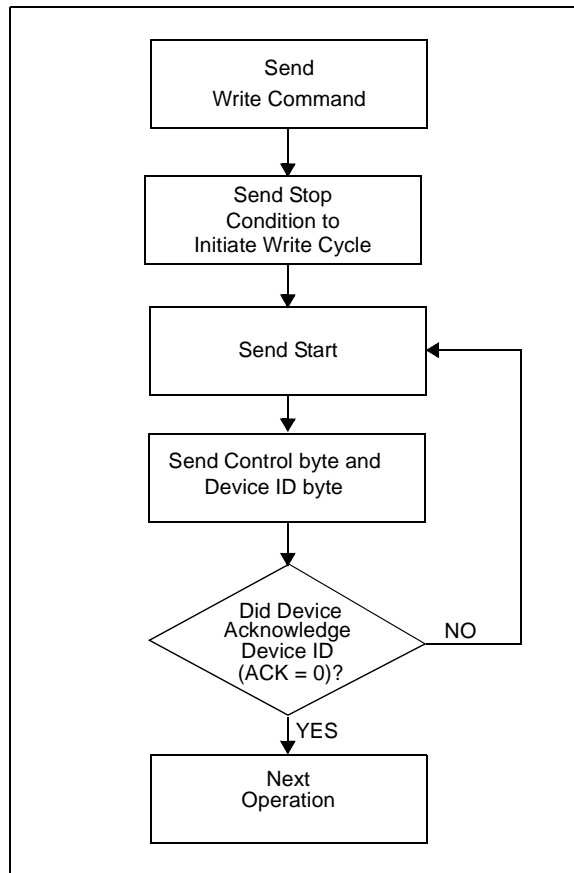 Send
Write Command
Send Stop
Condition to
Initiate Write Cycle
Send Start
Send Control byte and
Device ID byte
Did Device
Acknowledge
Device ID
(ACK = 0)?
NO
YES
Next
Operation